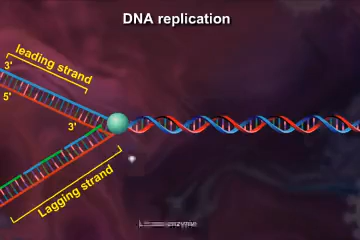 DNA replication
3'
leading strand
5'
3'
Lagging strand